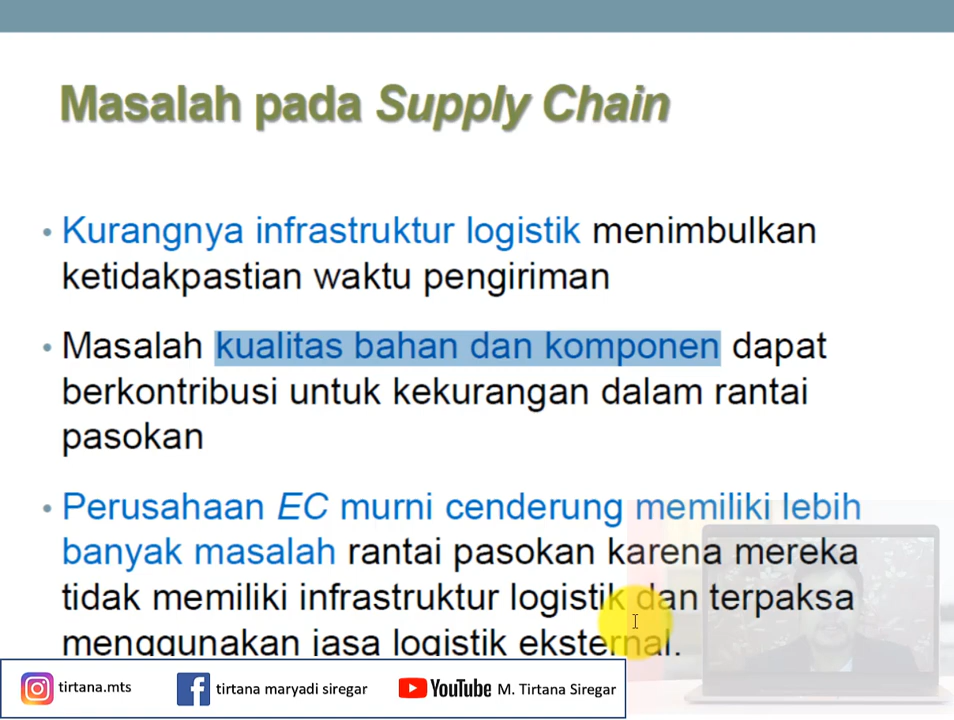 Masalah pada Supply Chain
• Kurangnya infrastruktur logistik menimbulkan
ketidakpastian waktu pengiriman
• Masalah kualitas bahan dan komponen dapat
berkontribusi untuk kekurangan dalam rantai
pasokan
• Perusahaan EC murni cenderung memiliki lebih
banyak masalah rantai pasokan karena mereka
tidak memiliki infrastruktur logistik dan terpaksa
menggunakan jasa logistik eksternal.
tirtana.mts
tirtana maryadi siregar
YouTube M. Tirtana Siregar